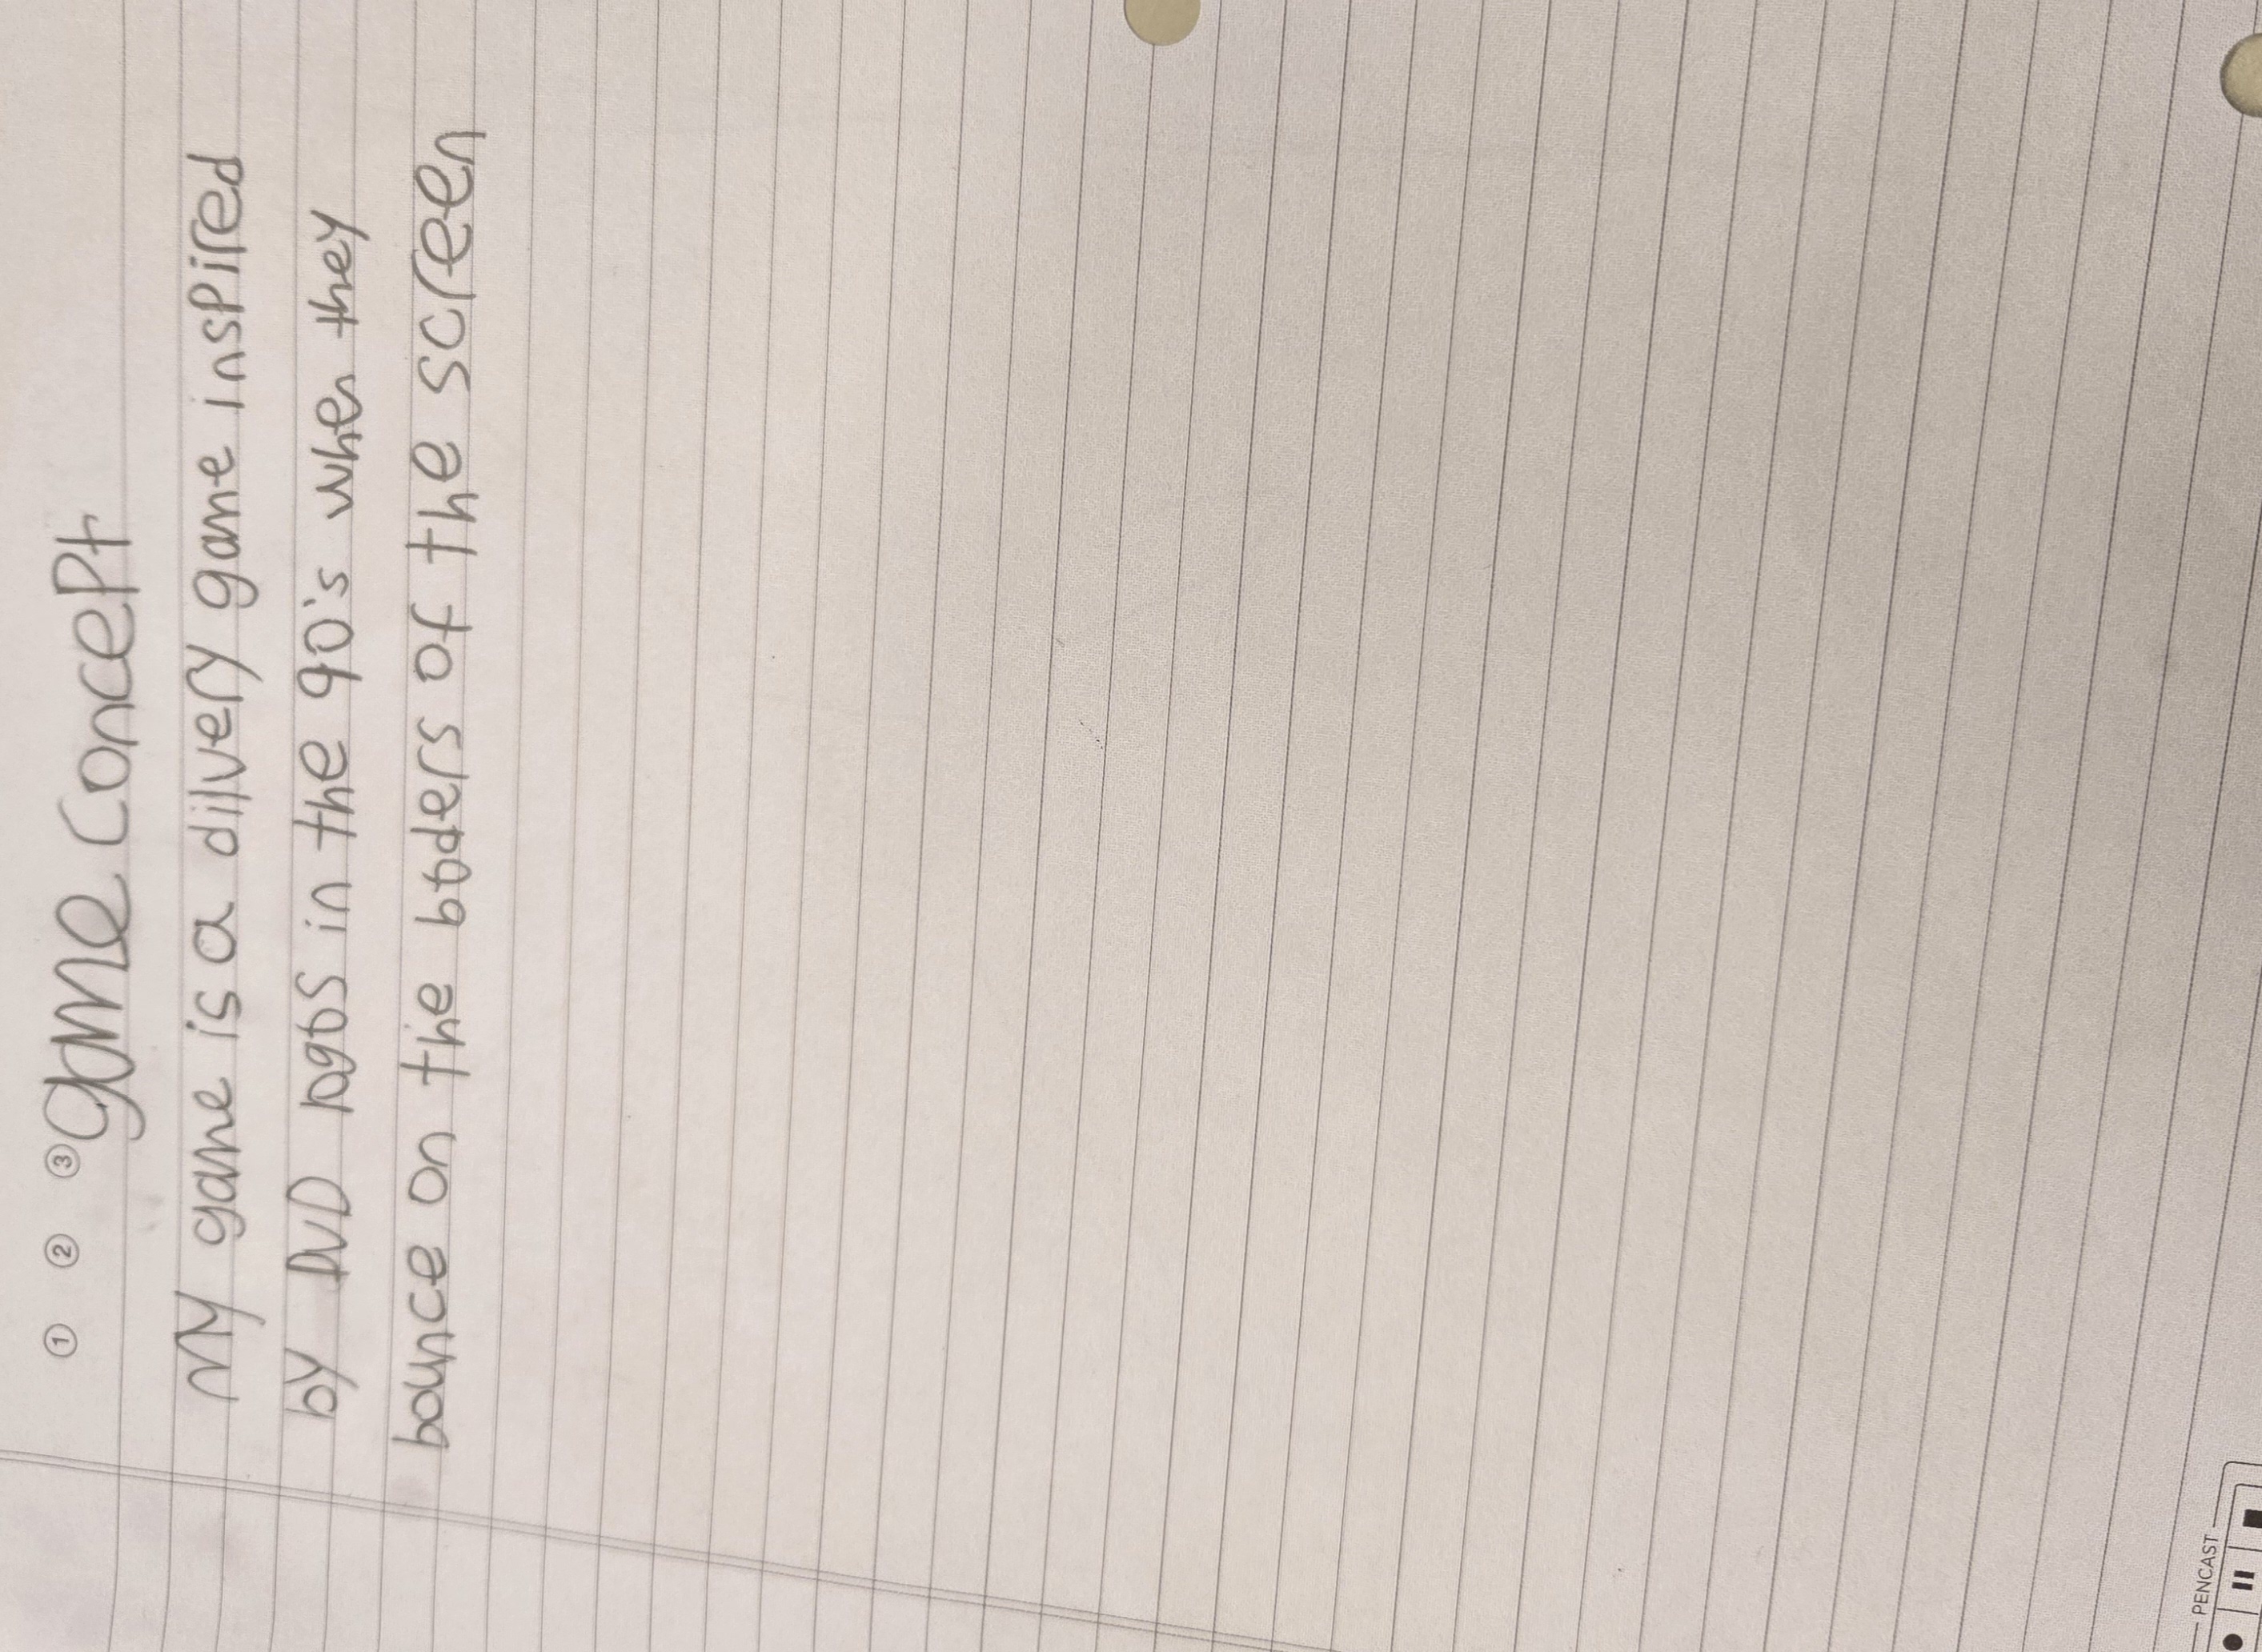 ① ② ③ game concept
My game is a dilvery game inspired
by DVD logos in the 90's when they
bounce on the boders of the screen
PENCAST